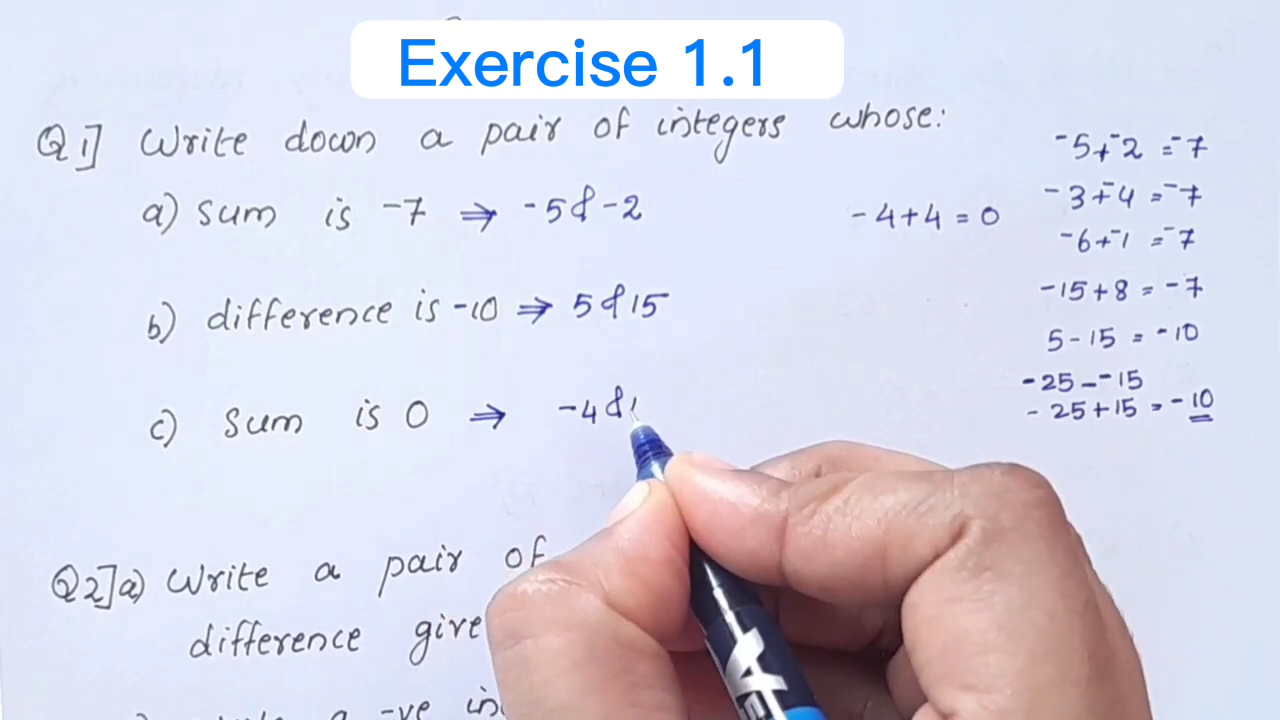 Exercise 1.1
Q1] Write down a pair of integers whose:
a) sum is -7 ⇒ -5 & -2
b) difference is -10 ⇒ 5 & 15
c) sum is 0 ⇒ -4 &
-4+4=0
-5+-2=-7
-3+-4=-7
-6+-1=-7
-15+8=-7
5-15=-10
-25--15
-25+15=-10
Q2]a) Write a pair of
difference give
a -ve